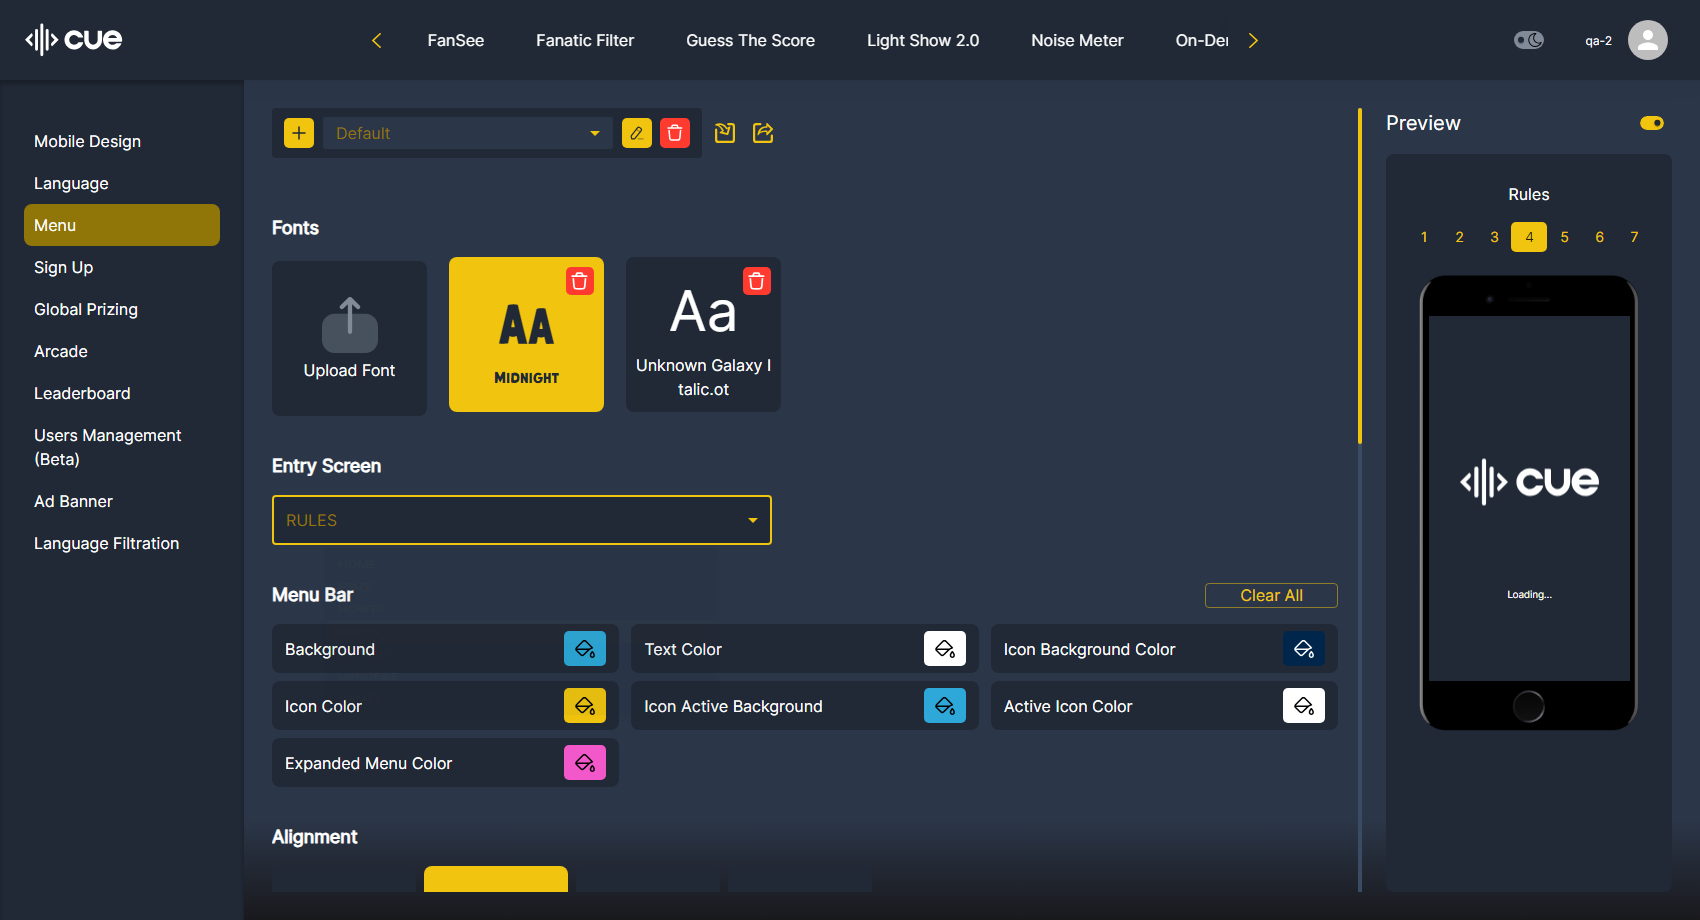 cue
FanSee
Fanatic Filter
Guess The Score
Light Show 2.0
Noise Meter
On-Der
qa-2
Mobile Design
Language
Menu
Sign Up
Global Prizing
Arcade
Leaderboard
Users Management
(Beta)
Ad Banner
Language Filtration
Default
Fonts
Upload Font
AA
MIDNIGHT
Aa
Unknown Galaxy I
talic.ot
Entry Screen
RULES
Menu Bar
Clear All
Background
Text Color
Icon Background Color
Icon Color
Icon Active Background
Active Icon Color
Expanded Menu Color
Alignment
Preview
Rules
1 2 3 4 5 6 7
cue
Loading...